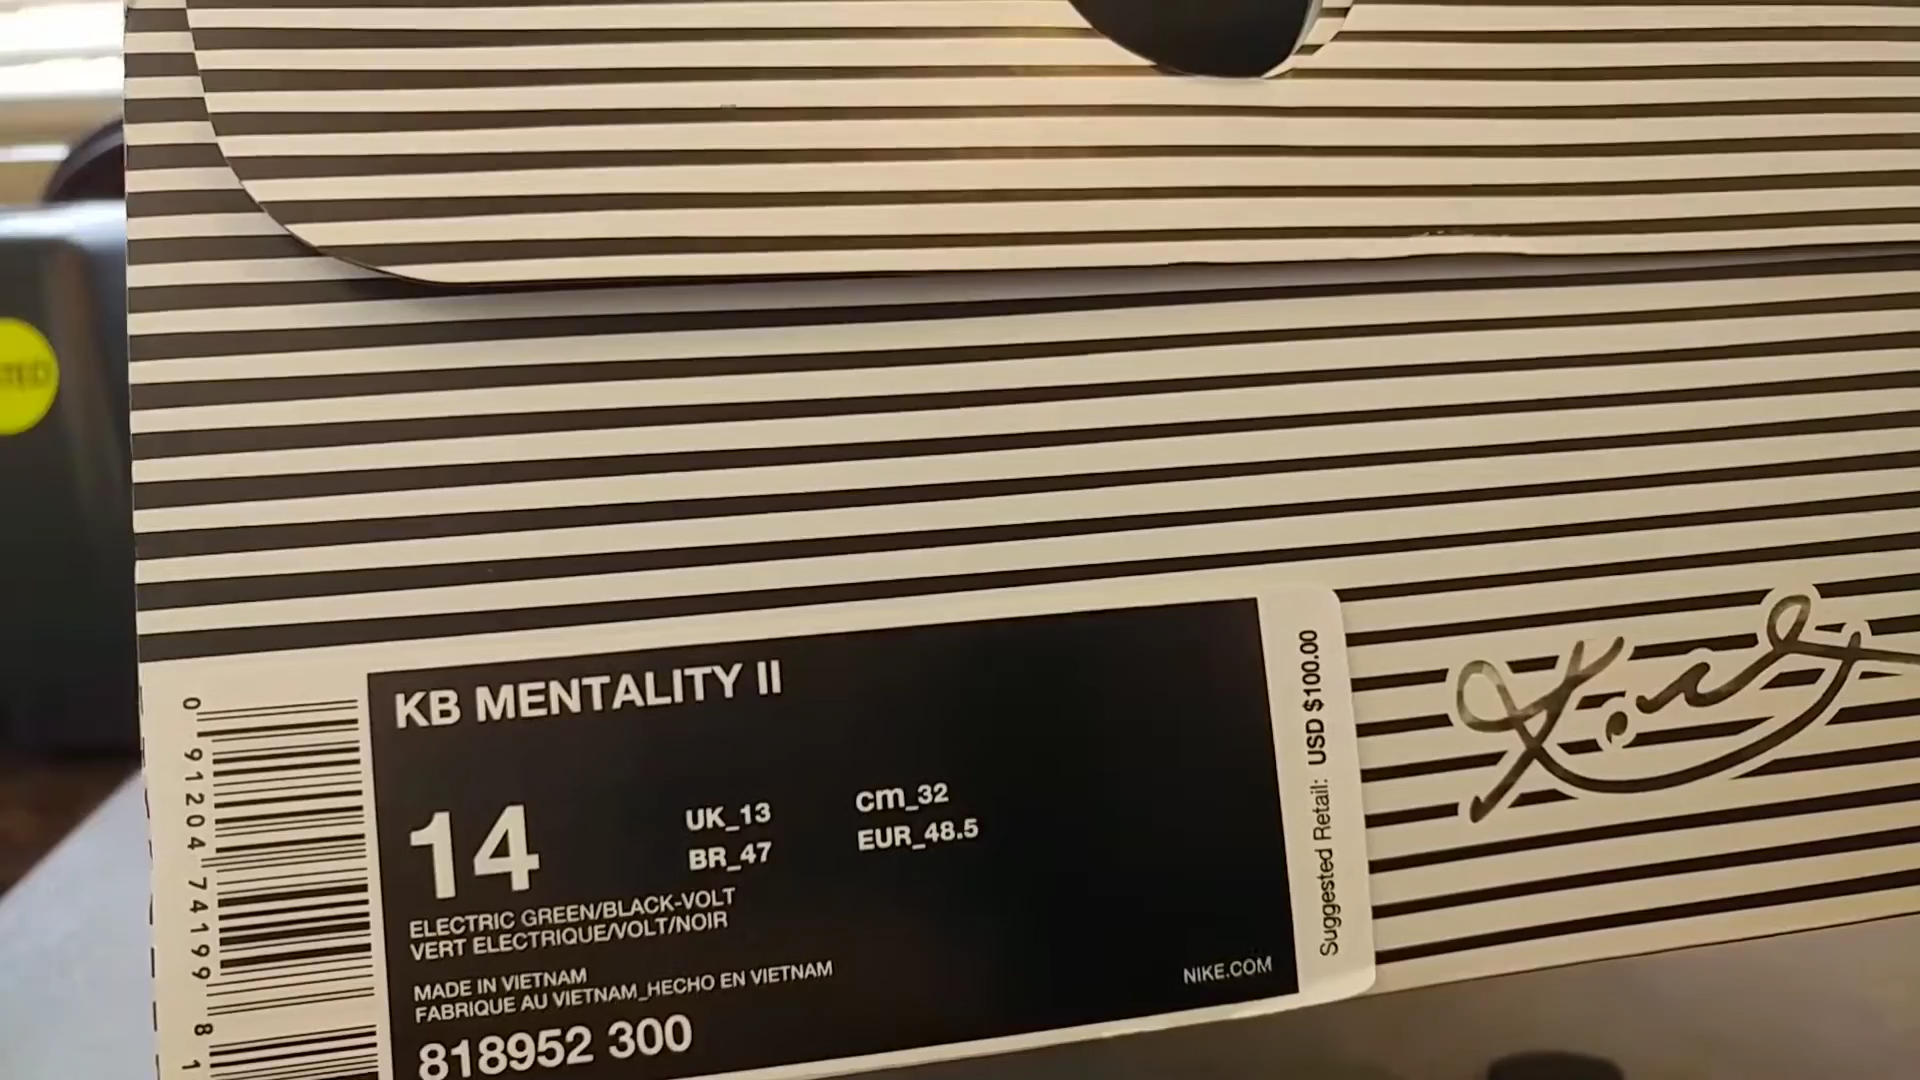 KB MENTALITY II
14
UK_13
cm_32
BR_47
EUR_48.5
ELECTRIC GREEN/BLACK-VOLT
VERT ELECTRIQUE/VOLT/NOIR
MADE IN VIETNAM
FABRIQUE AU VIETNAM_HECHO EN VIETNAM
818952 300
NIKE.COM
Suggested Retail: USD $100.00
0 91204 74199 8 1
TED